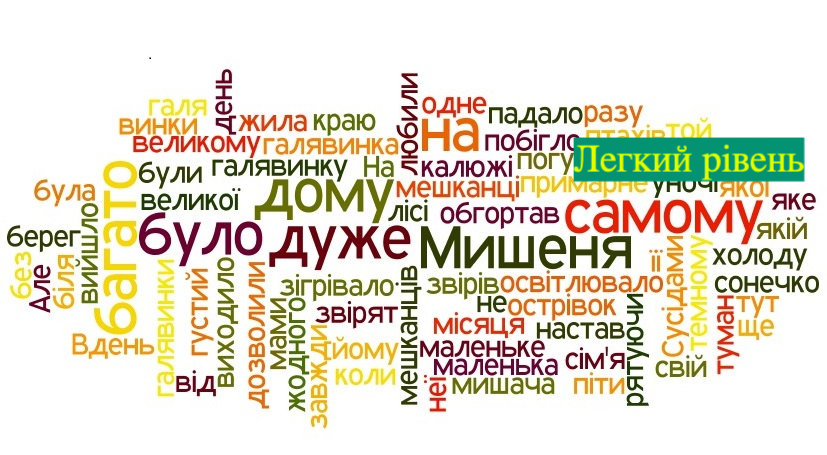 Легкий рівень
галя
винки
день
жила
краю
любили
одне
на
падало
разу
птахів
той
великому
галявинка
побігло
були
галявинку
На
калюжі
погу
великої
дому
мешканці
примарне
уночі
якої
яке
була
багато
було
дуже
лісі
обгортав
самому
якій
берег
вийшло
Мишеня
холоду
без
Але
біля
галявинки
густий
виходило
зігрівало
звірів
освітлювало
її
сонечко
дозволили
мами
жодного
звірят
мешканців
не
острівок
рятуючи
Сусідами
темному
туман
тут
ще
Вдень
місяця
настав
завжди
йому
маленьке
сім'я
свій
від
коли
маленька
неї
мишача
піти